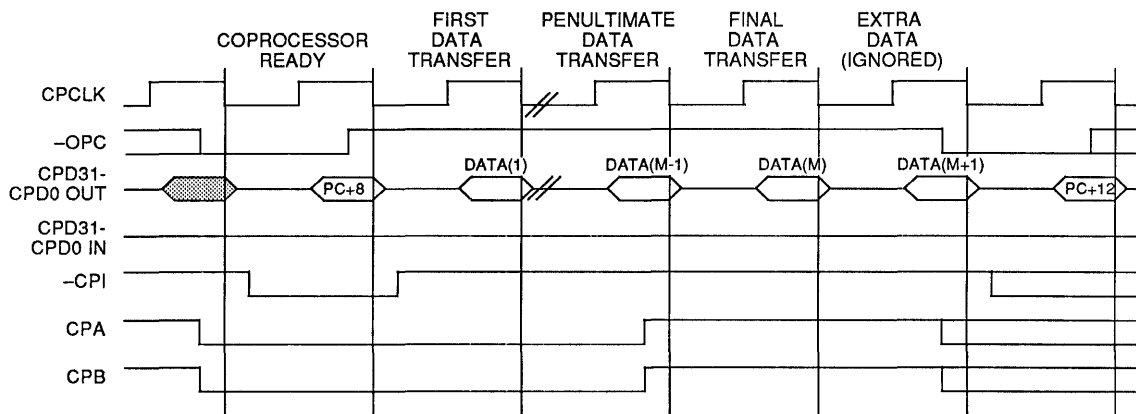 COPROCESSOR
READY
FIRST
DATA
TRANSFER
PENULTIMATE
DATA
TRANSFER
FINAL
DATA
TRANSFER
EXTRA
DATA
(IGNORED)
CPCLK
–OPC
CPD31-
CPD0 OUT
PC+8
DATA(1)
DATA(M-1)
DATA(M)
DATA(M+1)
PC+12
CPD31-
CPD0 IN
–CPI
CPA
CPB